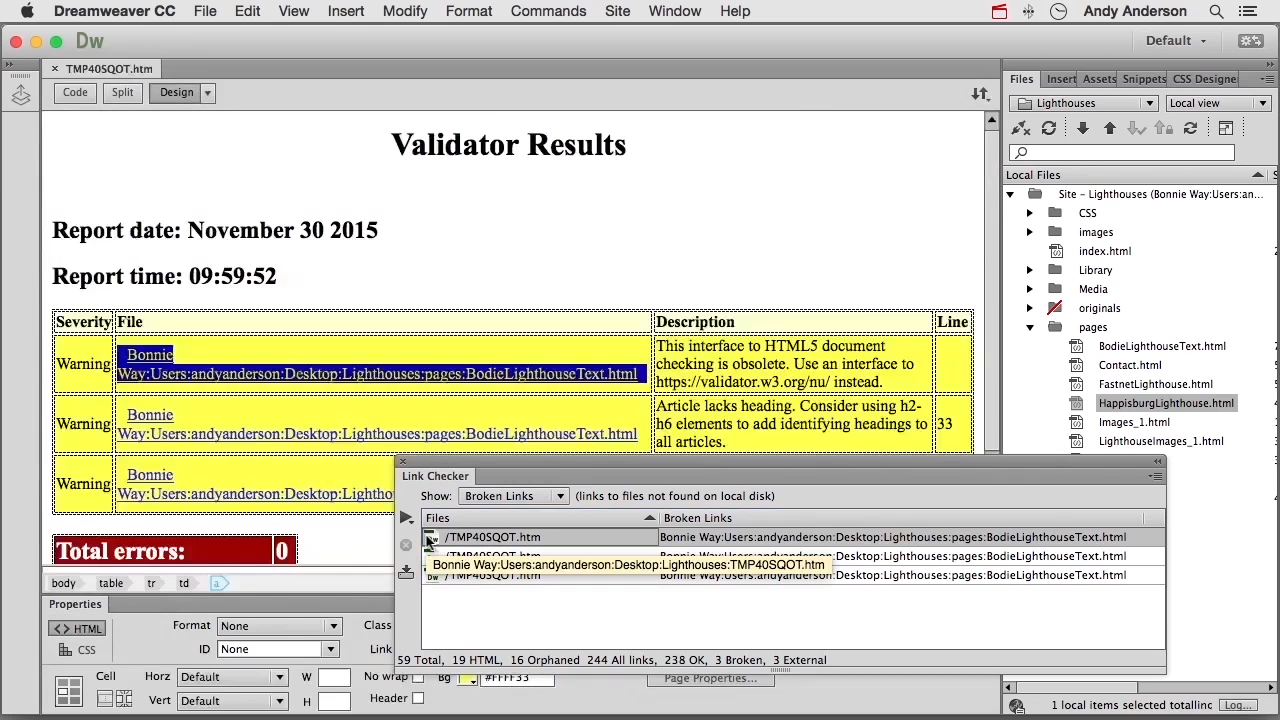 Dreamweaver CC File Edit View Insert Modify Format Commands Site Window Help Andy Anderson
Dw
Default
TMP40SQOT.htm
Code Split Design
Validator Results
Report date: November 30 2015
Report time: 09:59:52
Severity File Description Line
Warning
Bonnie
Way:Users:andyanderson:Desktop:Lighthouses:pages:BodieLighthouseText.html
This interface to HTML5 document
checking is obsolete. Use an interface to
https://validator.w3.org/nu/ instead.
Warning
Bonnie
Way:Users:andyanderson:Desktop:Lighthouses:pages:BodieLighthouseText.html
Article lacks heading. Consider using h2-
h6 elements to add identifying headings to
all articles.
33
Warning
Bonnie
Way:Users:andyanderson:Desktop:Lighthou
Total errors: 0
body table tr td a
Properties
<> HTML
CSS
Format None Class
ID None Link
Cell Horz Default W No wrap Bg #FFFF33 Page Properties...
Vert Default H Header
Link Checker
Show: Broken Links (links to files not found on local disk)
Files Broken Links
/TMP40SQOT.htm Bonnie Way:Users:andyanderson:Desktop:Lighthouses:pages:BodieLighthouseText.html
/TMP40SQOT.htm Bonnie Way:Users:andyanderson:Desktop:Lighthouses:pages:BodieLighthouseText.html
Bonnie Way:Users:andyanderson:Desktop:Lighthouses:TMP40SQOT.htm
/TMP40SQOT.htm Bonnie Way:Users:andyanderson:Desktop:Lighthouses:pages:BodieLighthouseText.html
59 Total, 19 HTML, 16 Orphaned 244 All links, 238 OK, 3 Broken, 3 External
Files Insert Assets Snippets CSS Designe
Lighthouses Local view
Local Files S
Site - Lighthouses (Bonnie Way:Users:an...
CSS
images
index.html
Library
Media
originals
pages
BodieLighthouseText.html
Contact.html
FastnetLighthouse.html
HappisburgLighthouse.html
Images_1.html
LighthouseImages_1.html
1 local items selected totallinc Log...